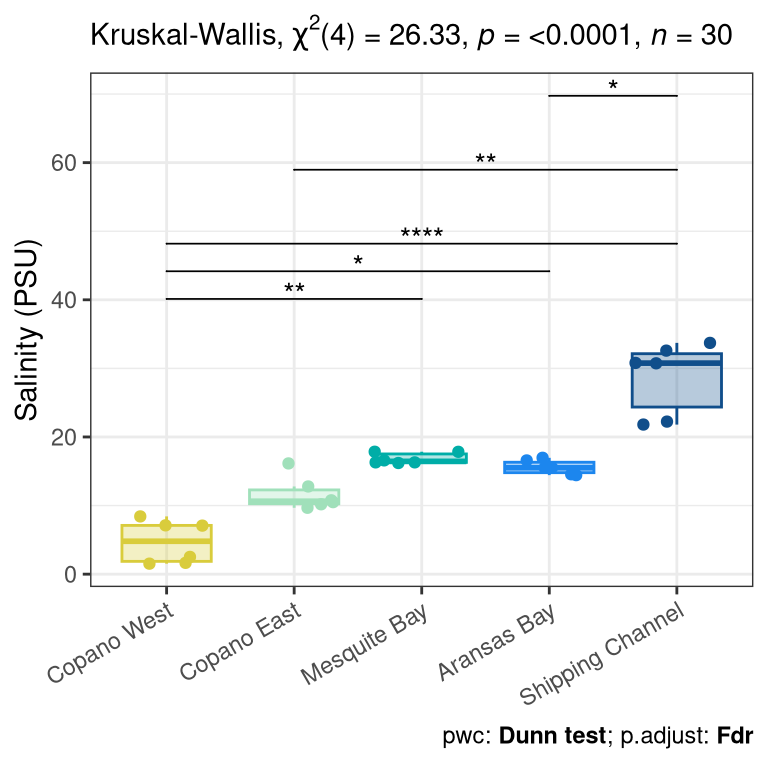 Kruskal-Wallis, χ²(4) = 26.33, p = <0.0001, n = 30
*
**
****
*
**
60
40
20
0
Salinity (PSU)
Copano West
Copano East
Mesquite Bay
Aransas Bay
Shipping Channel
pwc: Dunn test; p.adjust: Fdr